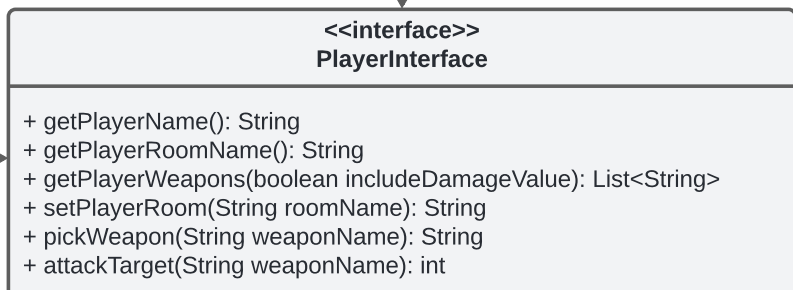 <<interface>>
PlayerInterface
+ getPlayerName(): String
+ getPlayerRoomName(): String
+ getPlayerWeapons(boolean includeDamageValue): List<String>
+ setPlayerRoom(String roomName): String
+ pickWeapon(String weaponName): String
+ attackTarget(String weaponName): int